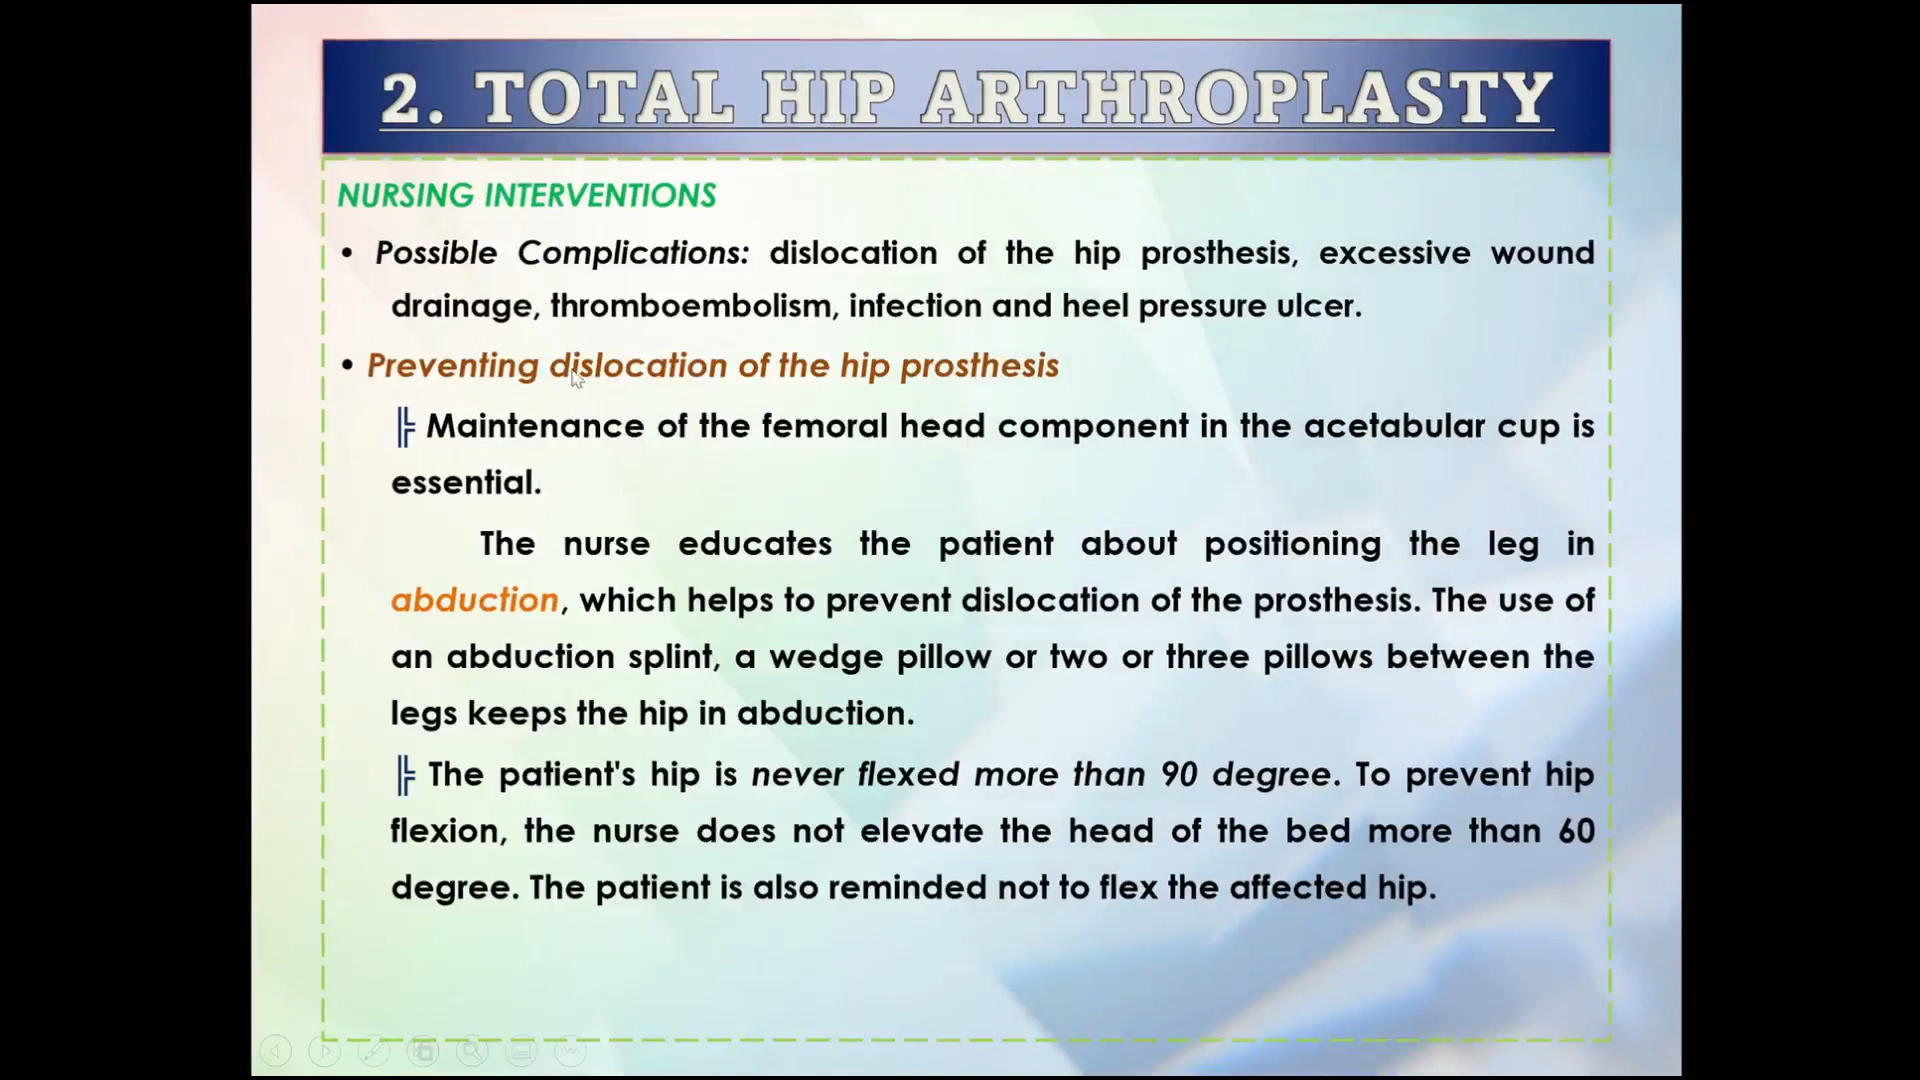 2. TOTAL HIP ARTHROPLASTY
NURSING INTERVENTIONS
• Possible Complications: dislocation of the hip prosthesis, excessive wound
drainage, thromboembolism, infection and heel pressure ulcer.
• Preventing dislocation of the hip prosthesis
╠ Maintenance of the femoral head component in the acetabular cup is
essential.
The nurse educates the patient about positioning the leg in
abduction, which helps to prevent dislocation of the prosthesis. The use of
an abduction splint, a wedge pillow or two or three pillows between the
legs keeps the hip in abduction.
╠ The patient's hip is never flexed more than 90 degree. To prevent hip
flexion, the nurse does not elevate the head of the bed more than 60
degree. The patient is also reminded not to flex the affected hip.